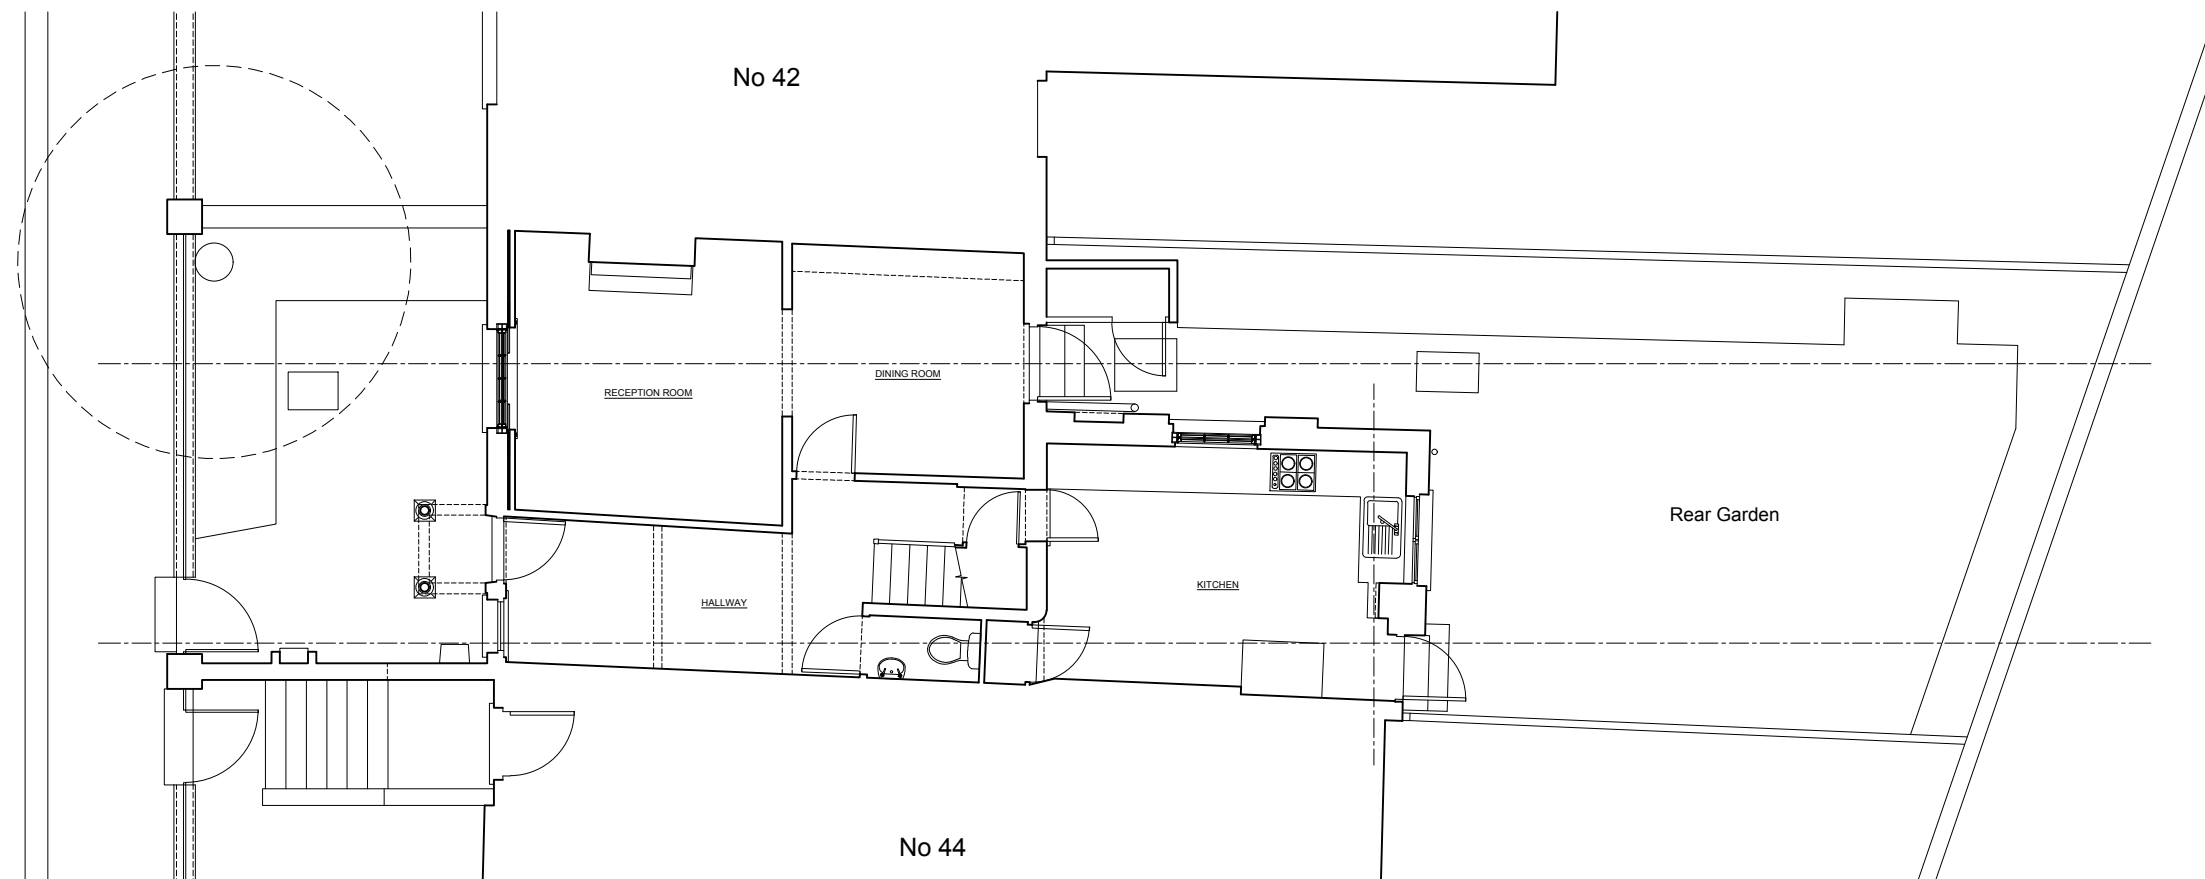 No 42
RECEPTION ROOM
DINING ROOM
Rear Garden
KITCHEN
HALLWAY
No 44